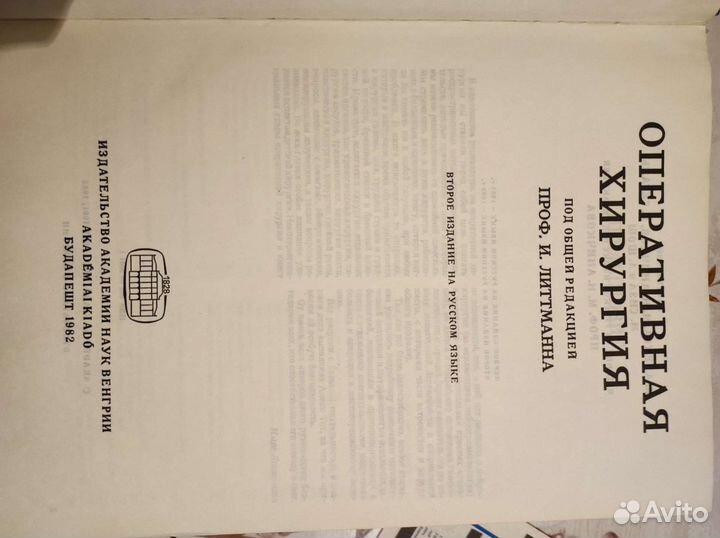 ОПЕРАТИВНАЯ
ХИРУРГИЯ
ПОД ОБЩЕЙ РЕДАКЦИЕЙ
ПРОФ. И. ЛИТТМАННА
ВТОРОЕ ИЗДАНИЕ НА РУССКОМ ЯЗЫКЕ
1828
ИЗДАТЕЛЬСТВО АКАДЕМИИ НАУК ВЕНГРИИ
AKADÉMIAI KIADÓ
БУДАПЕШТ 1982
Avito